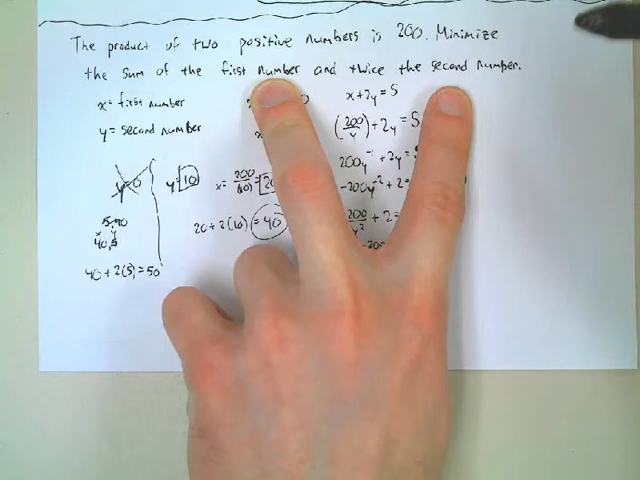 The product of two positive numbers is 200. Minimize
the sum of the first number and twice the second number.
x = first number
y = second number
x + 2y = S
(200/y) + 2y = S
200y⁻¹ + 2y = S
-200y⁻² + 2 =
200/y² + 2 =
-200
y = 0
5, 40
x y
40, 5
40 + 2(5) = 50
y = 10
x = 200/(10) = 20
20 + 2(10) = 40